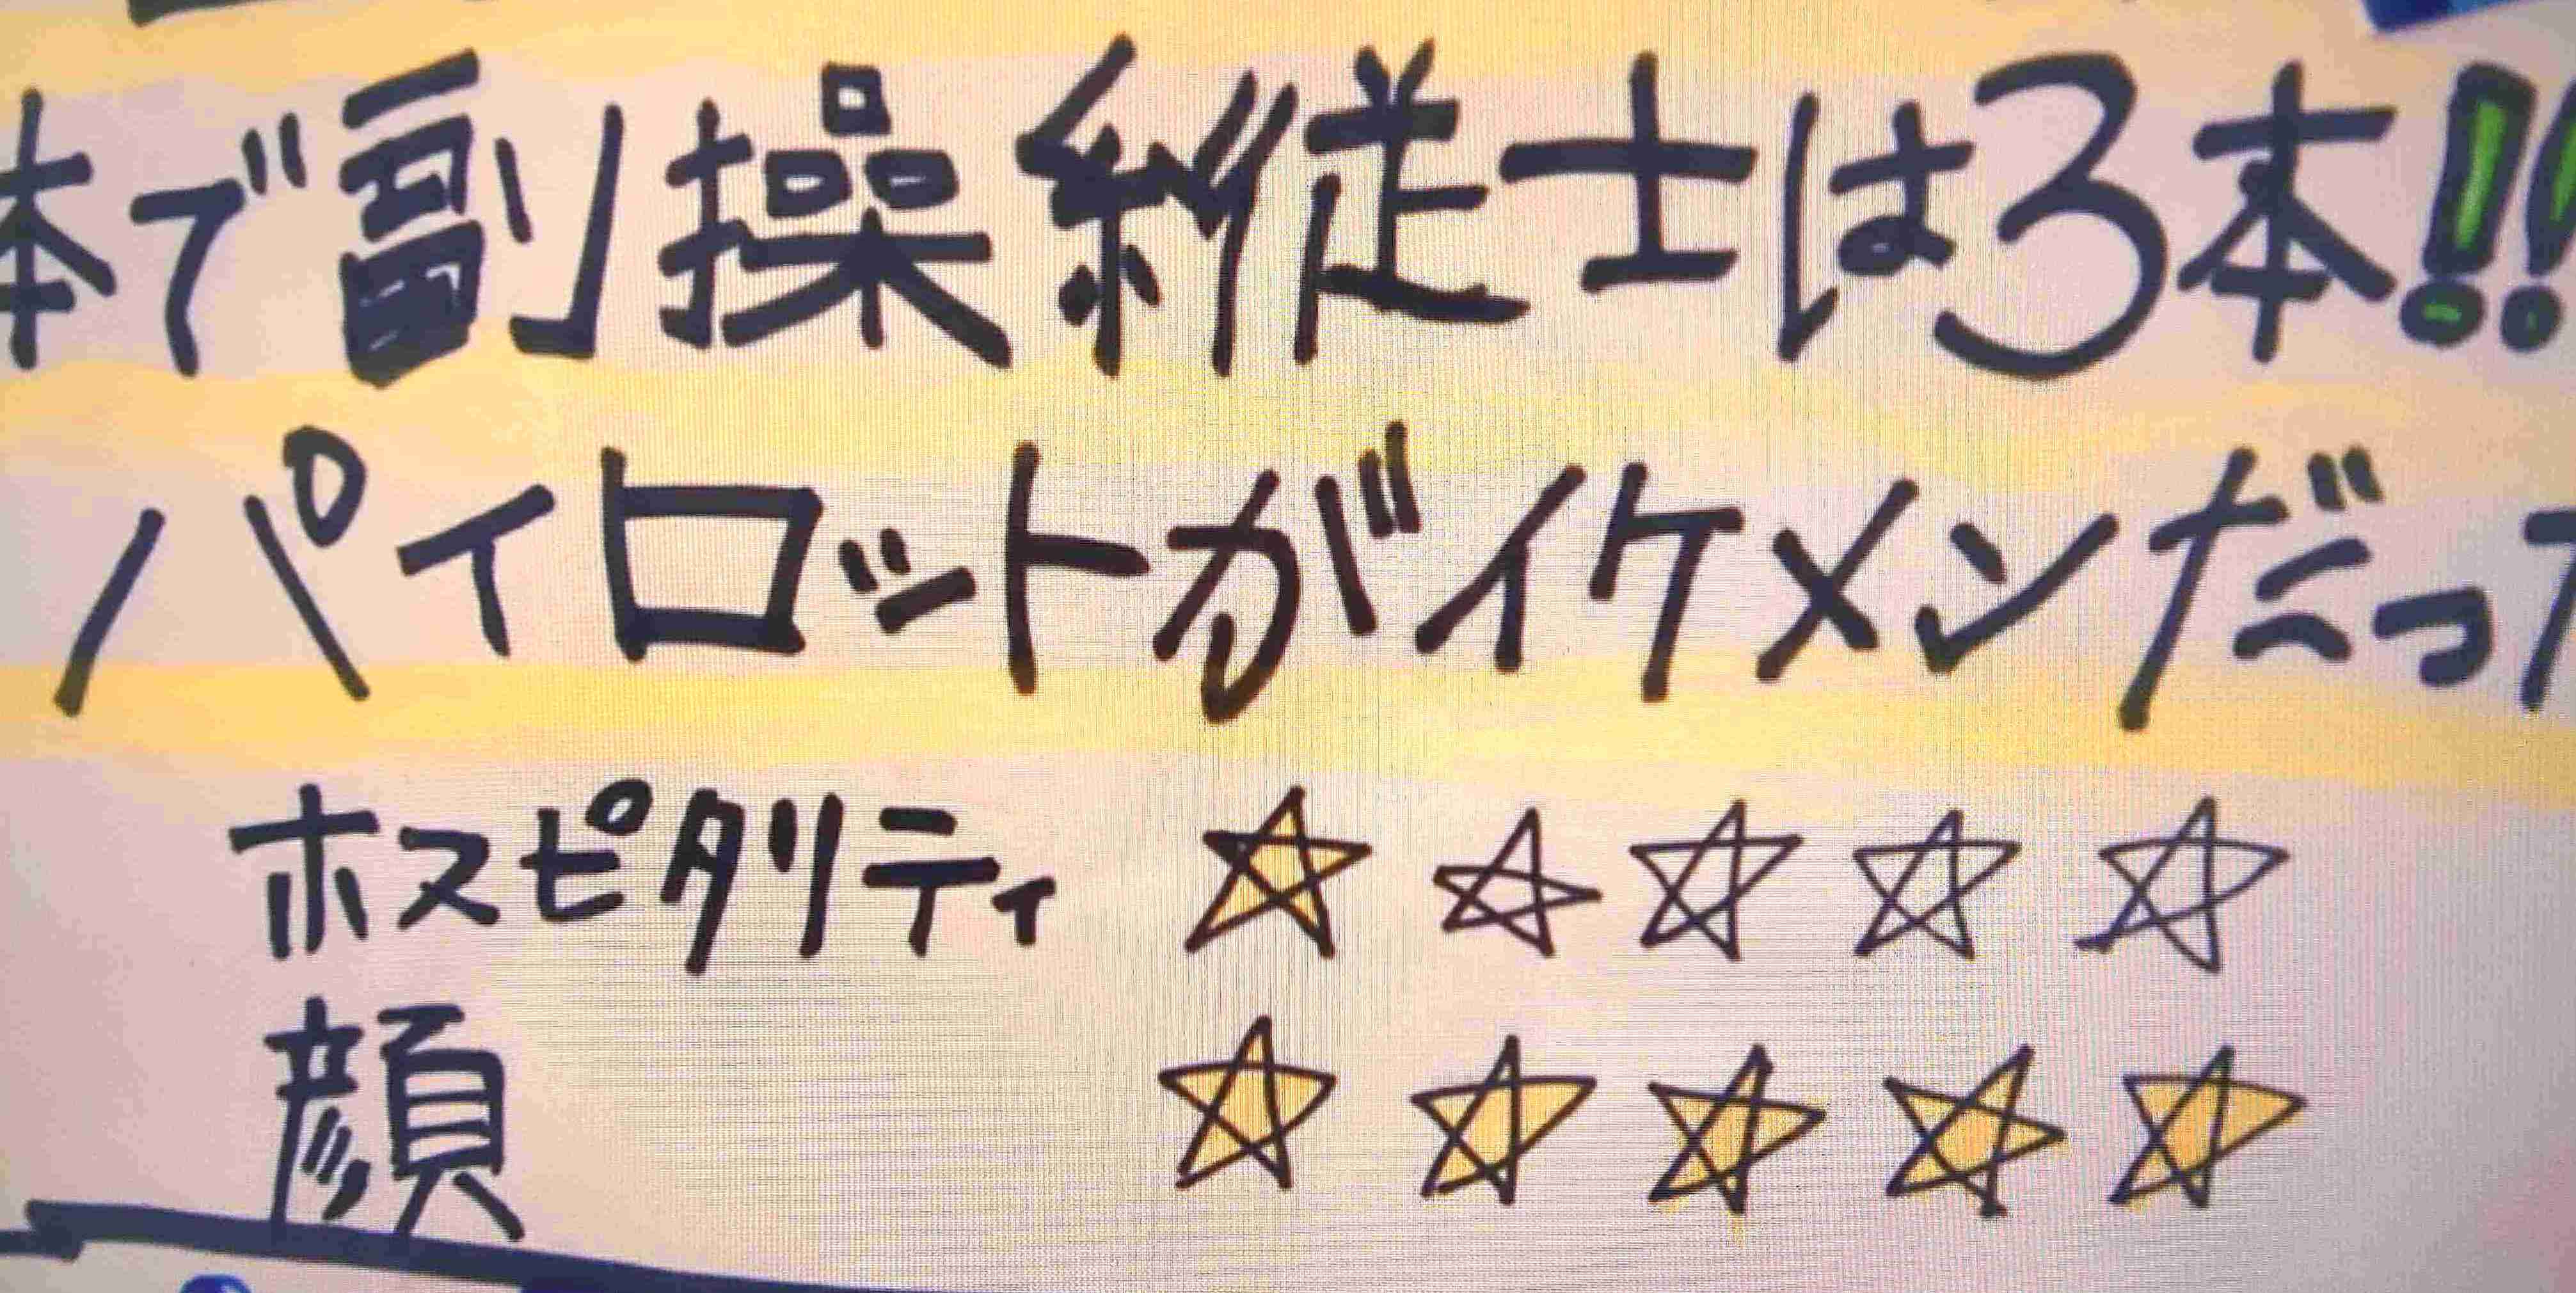 本で副操縦士は3本!!
パイロットがイケメンだっ
ホスピタリティ ★☆☆☆☆
顔 ★★★★★